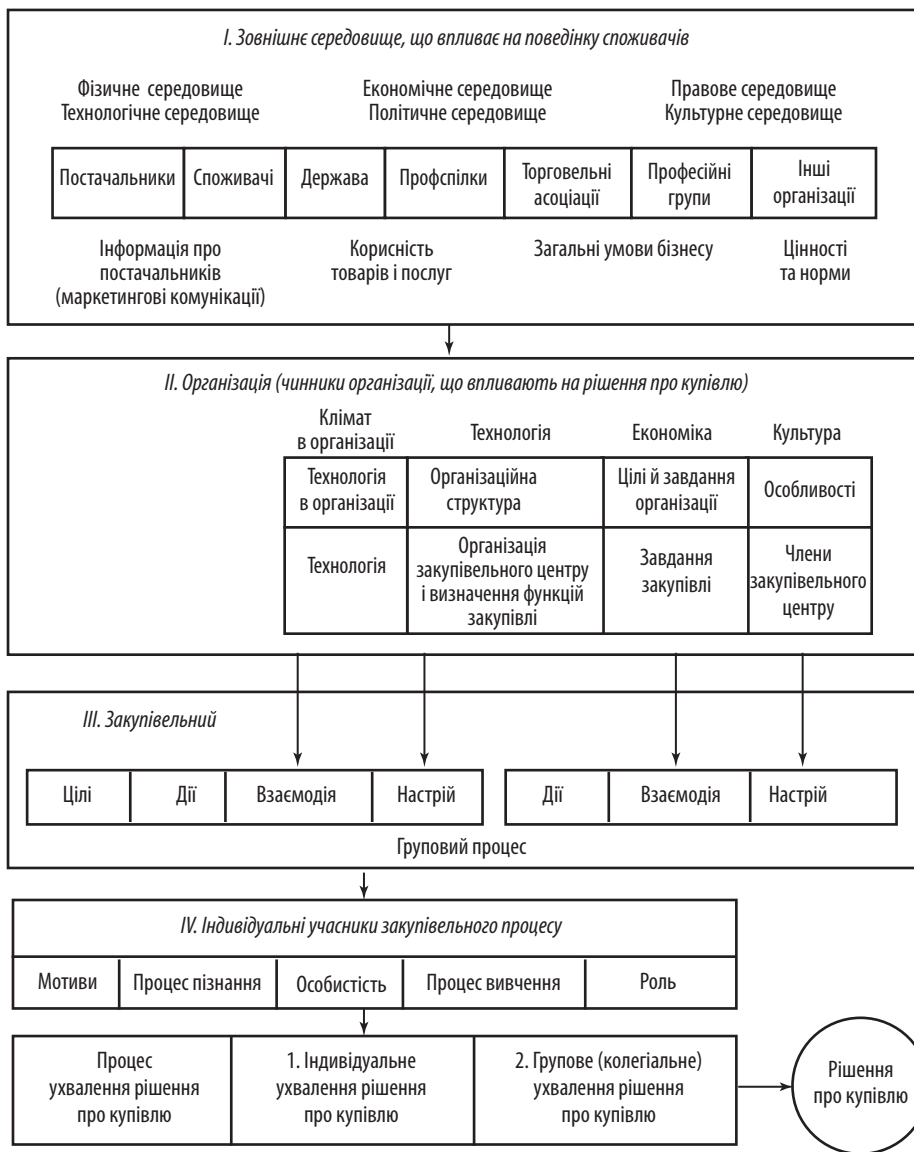 I. Зовнішнє середовище, що впливає на поведінку споживачів
Фізичне середовище
Технологічне середовище
Економічне середовище
Політичне середовище
Правове середовище
Культурне середовище
Постачальники
Споживачі
Держава
Профспілки
Торговельні
асоціації
Професійні
групи
Інші
організації
Інформація про
постачальників
(маркетингові комунікації)
Корисність
товарів і послуг
Загальні умови бізнесу
Цінності
та норми
II. Організація (чинники організації, що впливають на рішення про купівлю)
Клімат
в організації
Технологія
Економіка
Культура
Технологія
в організації
Організаційна
структура
Цілі й завдання
організації
Особливості
Технологія
Організація
закупівельного центру
і визначення функцій
закупівлі
Завдання
закупівлі
Члени
закупівельного
центру
III. Закупівельний
Цілі
Дії
Взаємодія
Настрій
Дії
Взаємодія
Настрій
Груповий процес
IV. Індивідуальні учасники закупівельного процесу
Мотиви
Процес пізнання
Особистість
Процес вивчення
Роль
Процес
ухвалення рішення
про купівлю
1. Індивідуальне
ухвалення рішення
про купівлю
2. Групове (колегіальне)
ухвалення рішення
про купівлю
Рішення
про купівлю